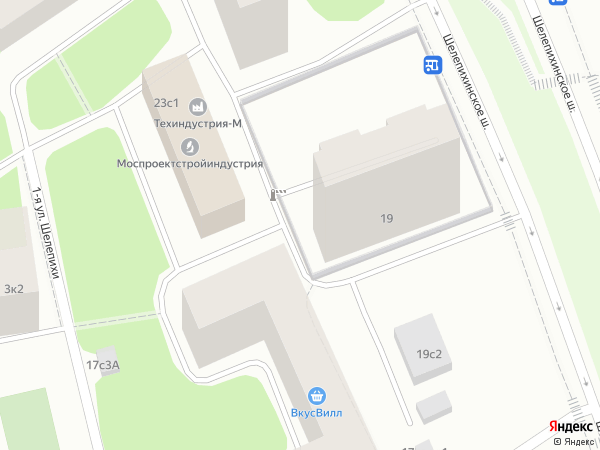 Шелепихинское ш.
Шелепихинское ш.
23с1
Техиндустрия-М
Моспроектстройиндустрия
1-я ул. Шелепихи
19
3к2
17с3А
19с2
ВкусВилл
Яндекс
© Яндекс